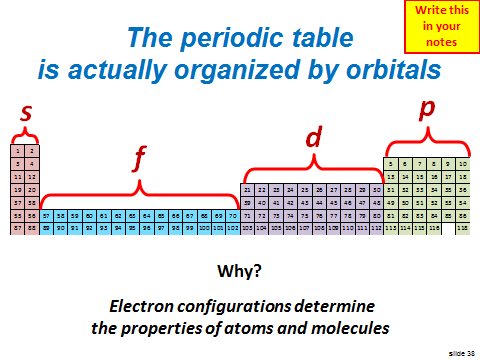 Write this
in your
notes
The periodic table
is actually organized by orbitals
s
f
d
p
1 2
3 4 5 6 7 8 9 10
11 12 13 14 15 16 17 18
19 20 21 22 23 24 25 26 27 28 29 30 31 32 33 34 35 36
37 38 39 40 41 42 43 44 45 46 47 48 49 50 51 52 53 54
55 56 57 58 59 60 61 62 63 64 65 66 67 68 69 70 71 72 73 74 75 76 77 78 79 80 81 82 83 84 85 86
87 88 89 90 91 92 93 94 95 96 97 98 99 100 101 102 103 104 105 106 107 108 109 110 111 112 113 114 115 116 118
Why?
Electron configurations determine
the properties of atoms and molecules
slide 38